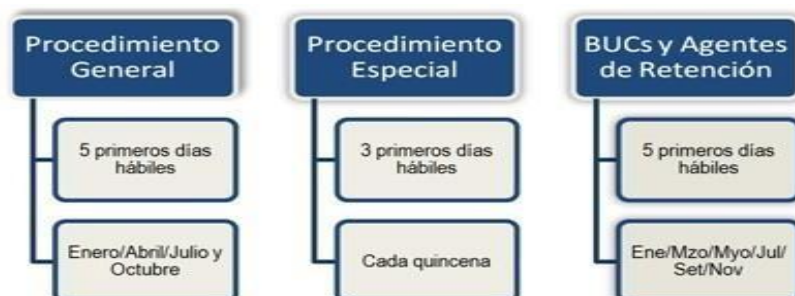 Procedimiento
General
5 primeros días
hábiles
Enero/Abril/Julio y
Octubre
Procedimiento
Especial
3 primeros días
hábiles
Cada quincena
BUCs y Agentes
de Retención
5 primeros días
hábiles
Ene/Mzo/Myo/Jul/
Set/Nov